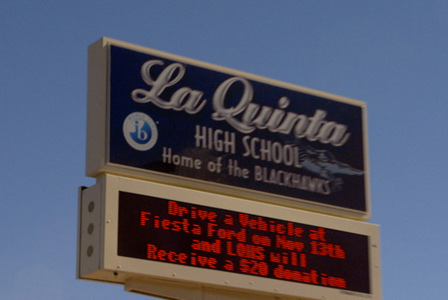 La Quinta
HIGH SCHOOL
ib
Home of the BLACKHAWKS
Drive a Vehicle at
Fiesta Ford on Nov 13th
and LQHS will
Receive a $20 donation